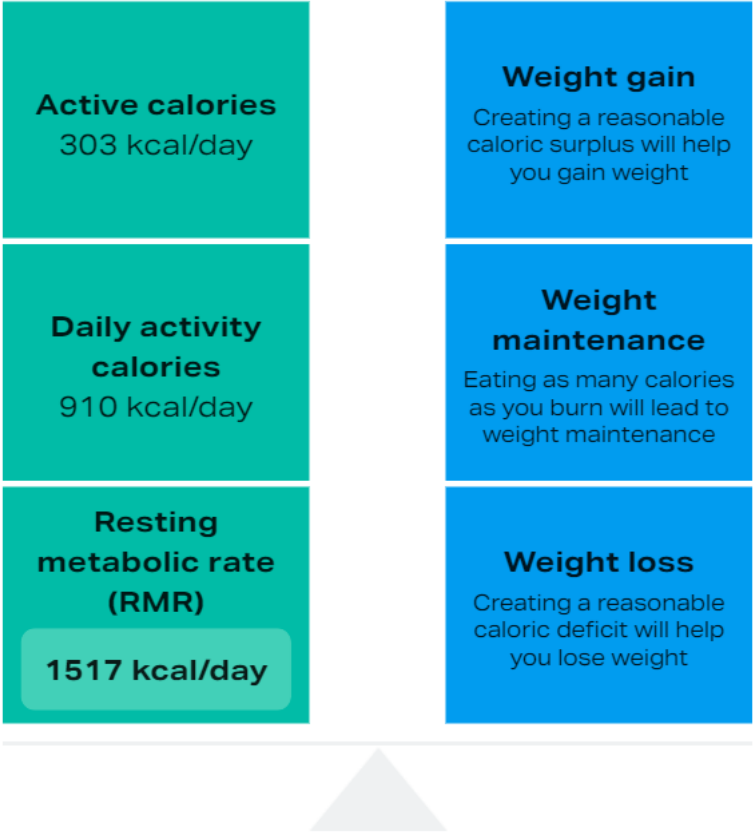 Active calories
303 kcal/day
Daily activity
calories
910 kcal/day
Resting
metabolic rate
(RMR)
1517 kcal/day
Weight gain
Creating a reasonable
caloric surplus will help
you gain weight
Weight
maintenance
Eating as many calories
as you burn will lead to
weight maintenance
Weight loss
Creating a reasonable
caloric deficit will help
you lose weight